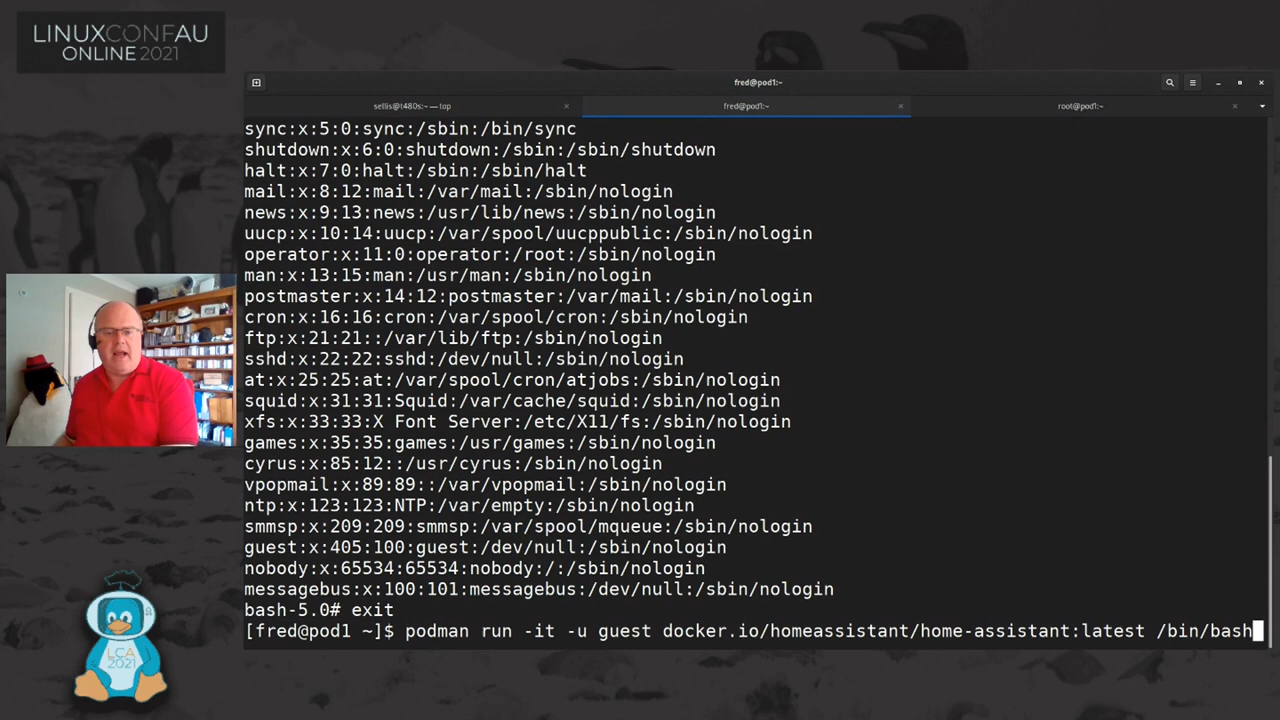 LINUXCONFAU
ONLINE 2021
fred@pod1:~
sellis@t480s:~ — top
fred@pod1:~
root@pod1:~
sync:x:5:0:sync:/sbin:/bin/sync
shutdown:x:6:0:shutdown:/sbin:/sbin/shutdown
halt:x:7:0:halt:/sbin:/sbin/halt
mail:x:8:12:mail:/var/mail:/sbin/nologin
news:x:9:13:news:/usr/lib/news:/sbin/nologin
uucp:x:10:14:uucp:/var/spool/uucppublic:/sbin/nologin
operator:x:11:0:operator:/root:/sbin/nologin
man:x:13:15:man:/usr/man:/sbin/nologin
postmaster:x:14:12:postmaster:/var/mail:/sbin/nologin
cron:x:16:16:cron:/var/spool/cron:/sbin/nologin
ftp:x:21:21::/var/lib/ftp:/sbin/nologin
sshd:x:22:22:sshd:/dev/null:/sbin/nologin
at:x:25:25:at:/var/spool/cron/atjobs:/sbin/nologin
squid:x:31:31:Squid:/var/cache/squid:/sbin/nologin
xfs:x:33:33:X Font Server:/etc/X11/fs:/sbin/nologin
games:x:35:35:games:/usr/games:/sbin/nologin
cyrus:x:85:12::/usr/cyrus:/sbin/nologin
vpopmail:x:89:89::/var/vpopmail:/sbin/nologin
ntp:x:123:123:NTP:/var/empty:/sbin/nologin
smmsp:x:209:209:smmsp:/var/spool/mqueue:/sbin/nologin
guest:x:405:100:guest:/dev/null:/sbin/nologin
nobody:x:65534:65534:nobody:/:/sbin/nologin
messagebus:x:100:101:messagebus:/dev/null:/sbin/nologin
bash-5.0# exit
[fred@pod1 ~]$ podman run -it -u guest docker.io/homeassistant/home-assistant:latest /bin/bash
LCA
2021